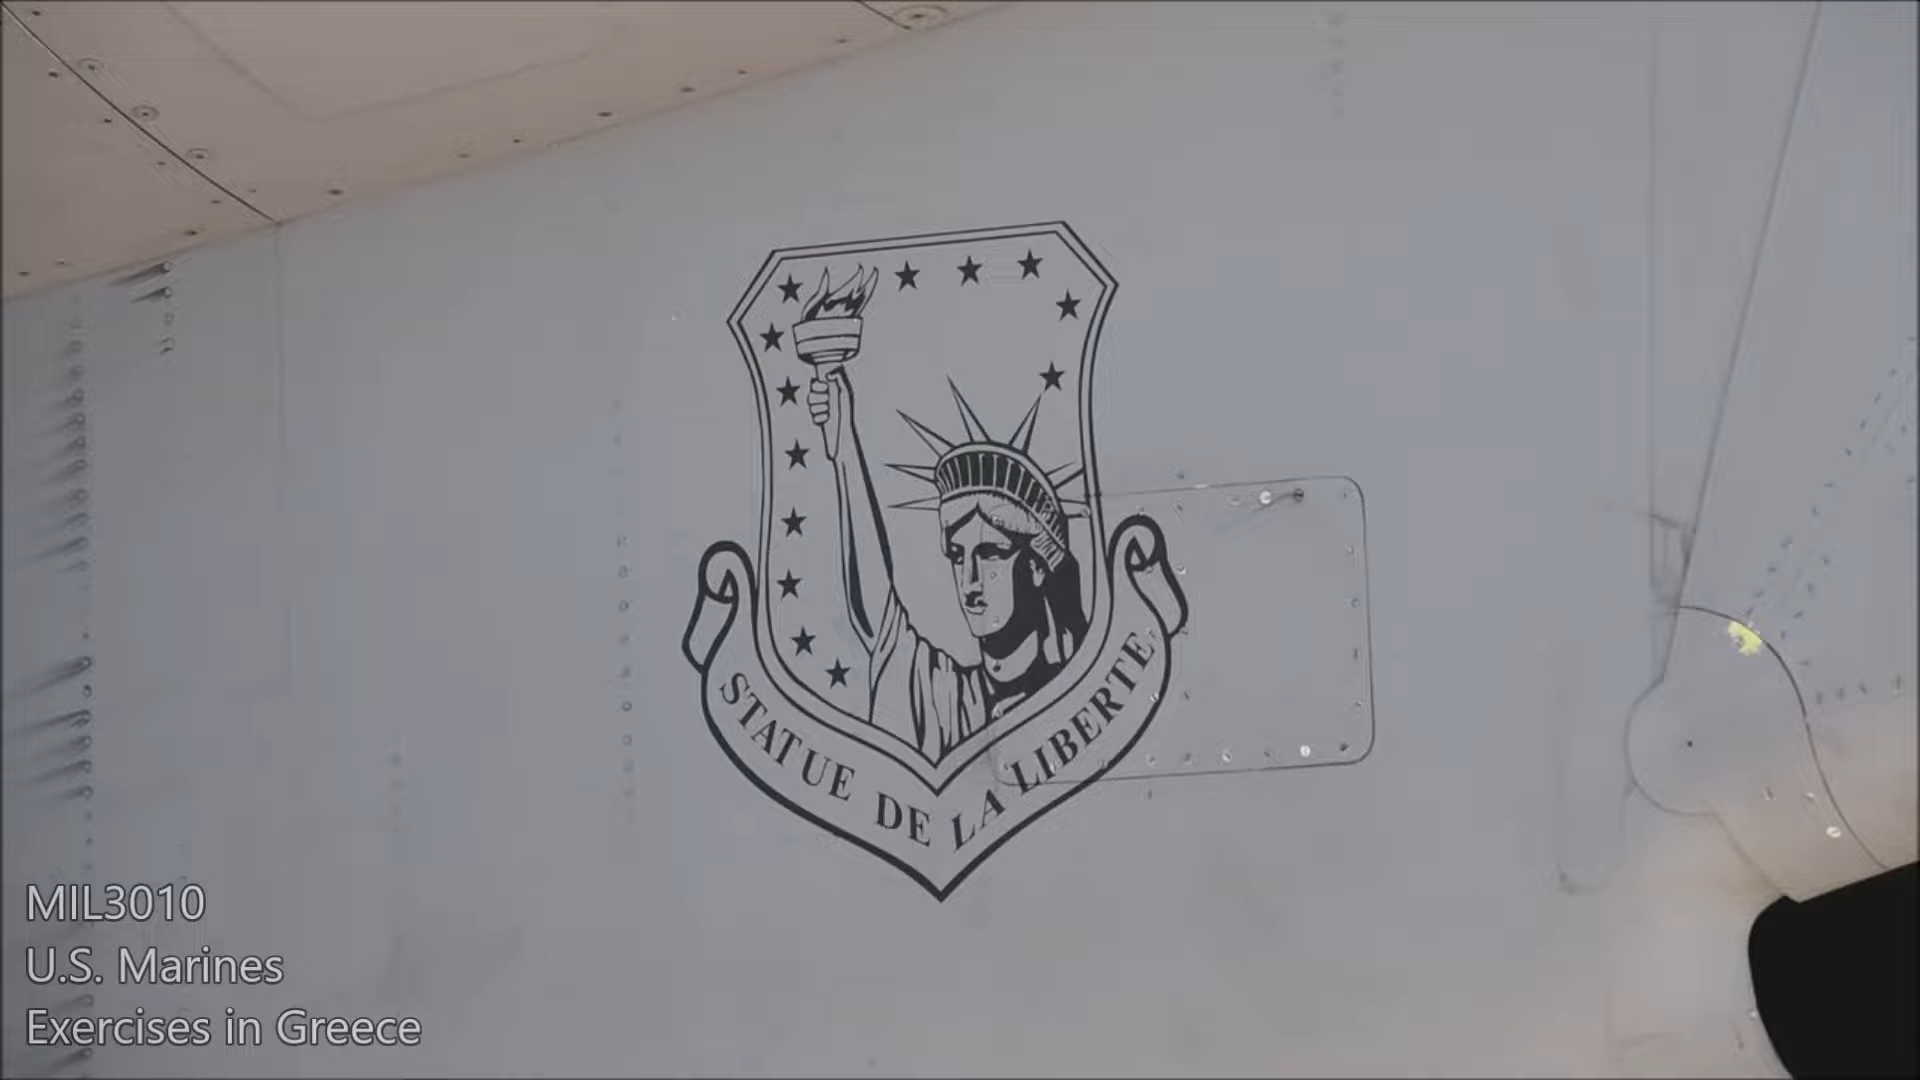 STATUE DE LA LIBERTE
MIL3010
U.S. Marines
Exercises in Greece